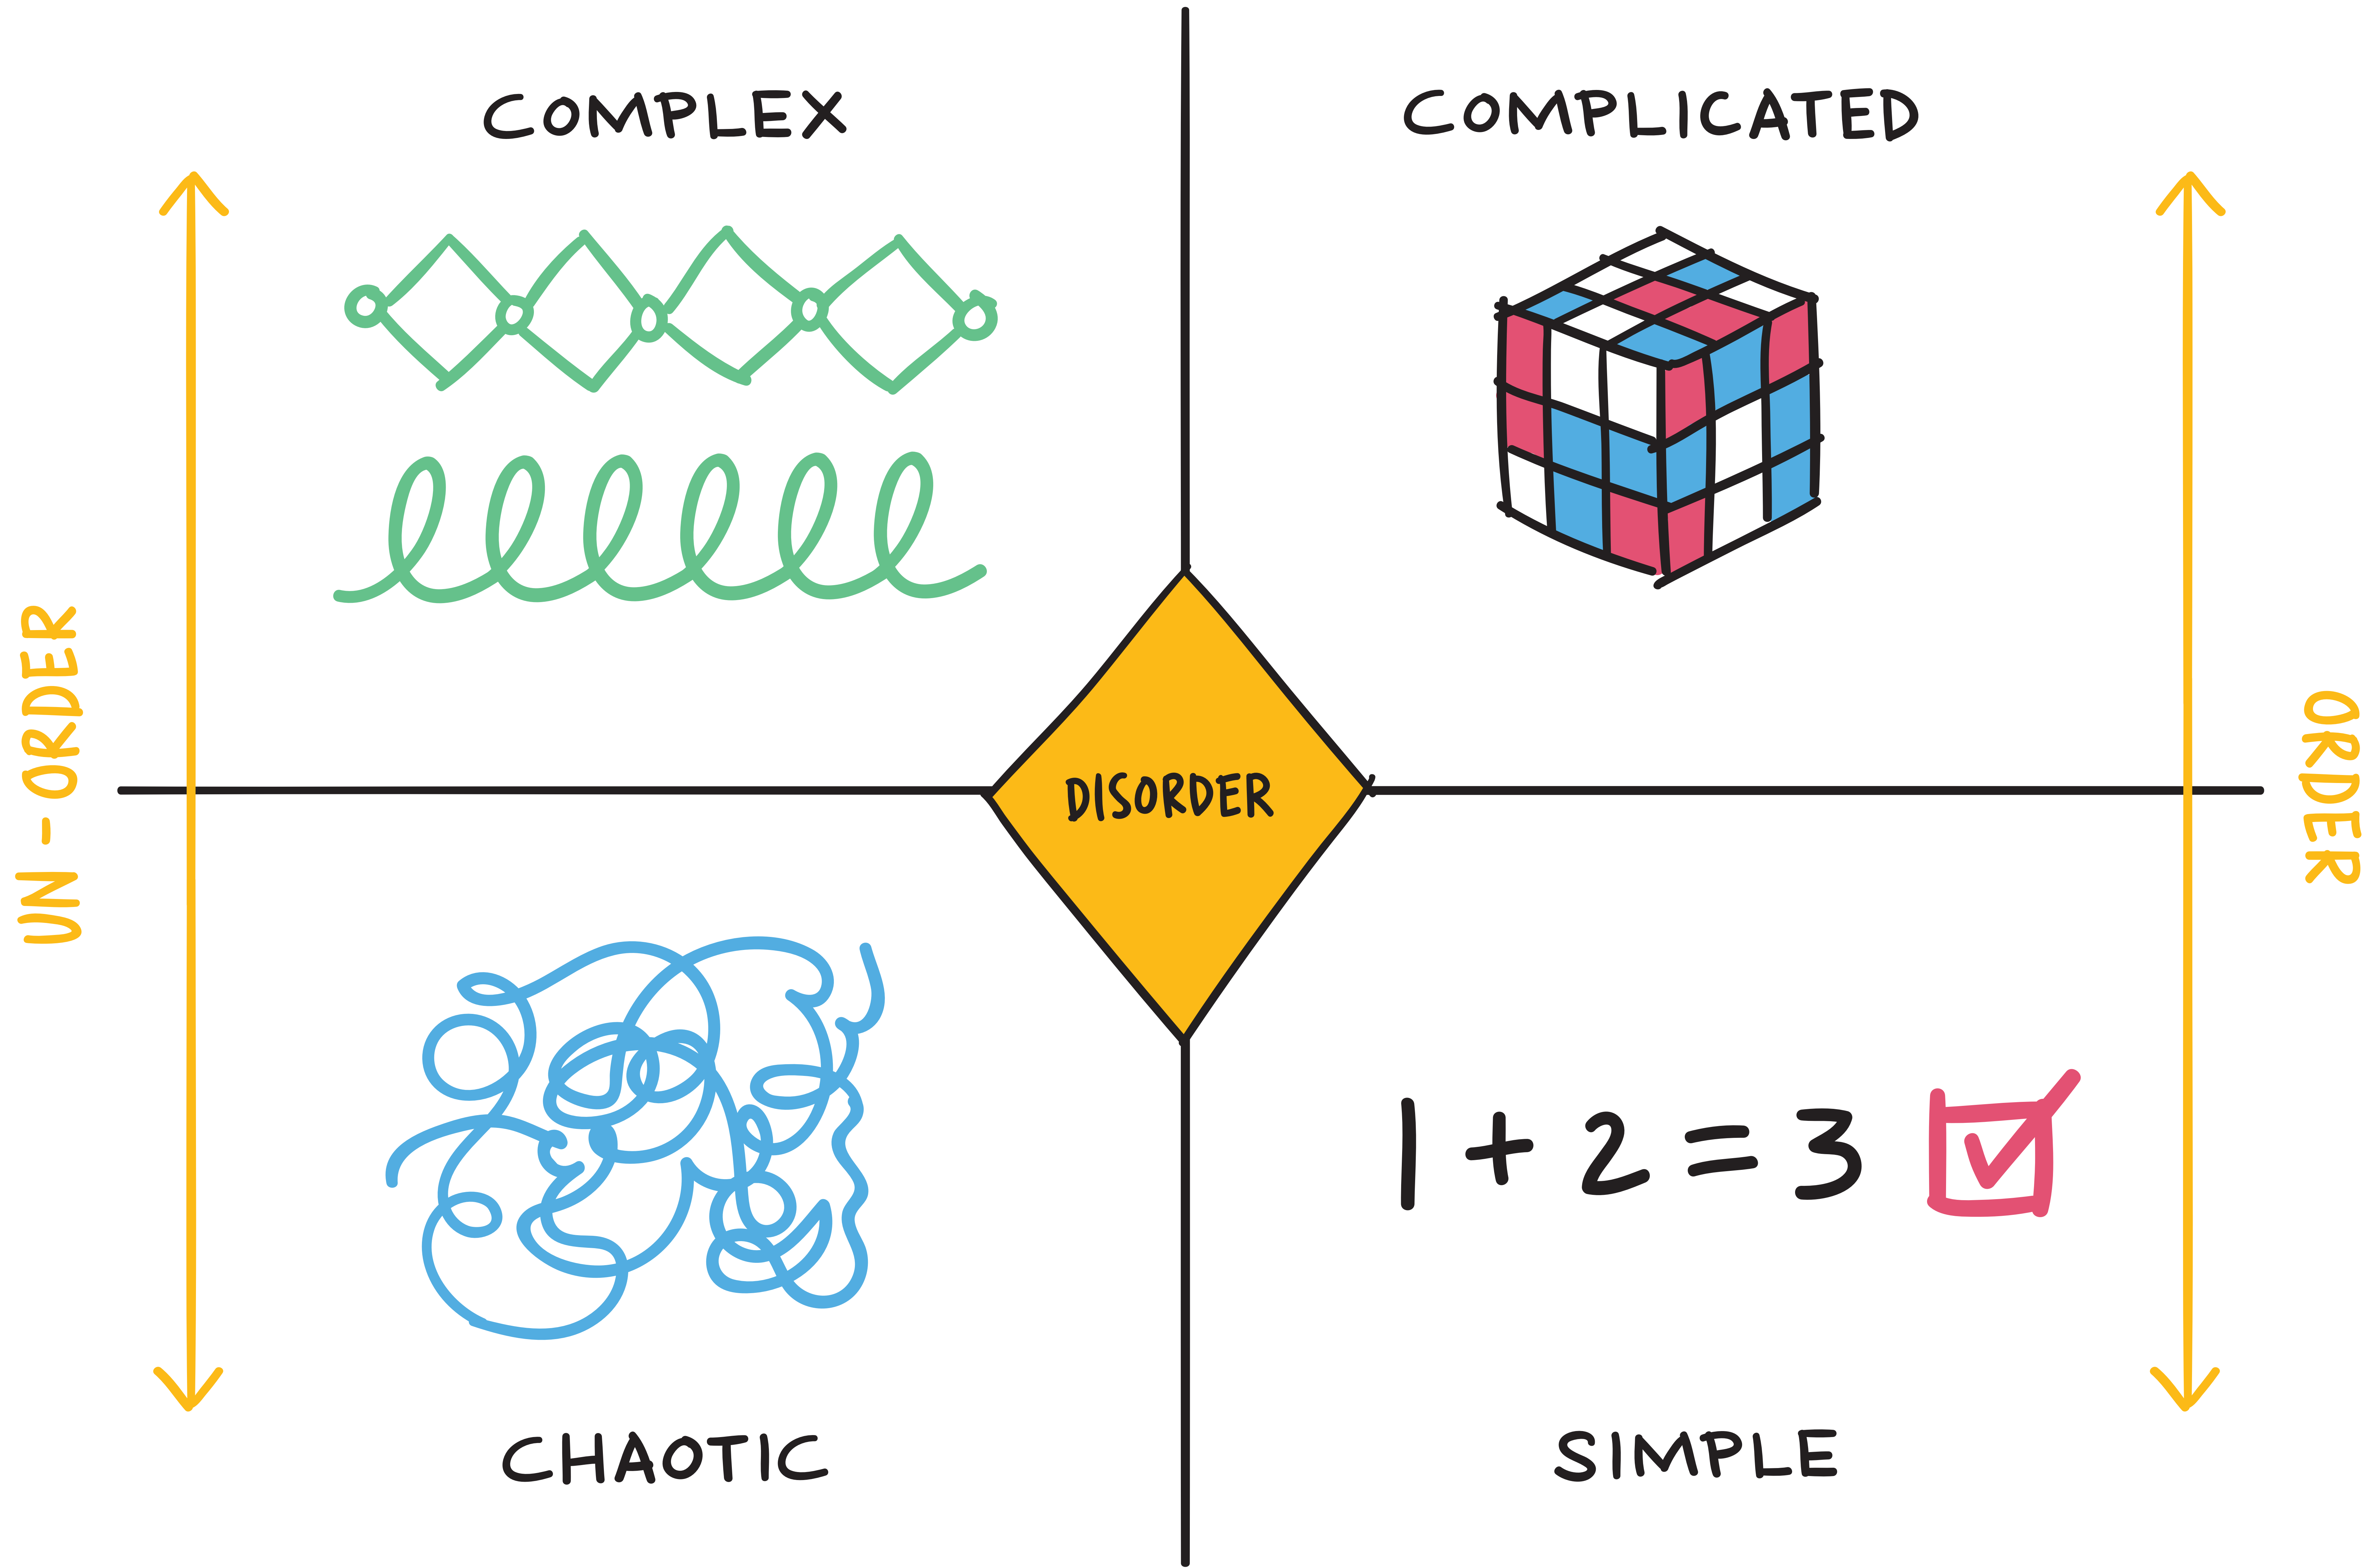 COMPLEX
COMPLICATED
UN - ORDER
ORDER
DISORDER
1 + 2 = 3
CHAOTIC
SIMPLE